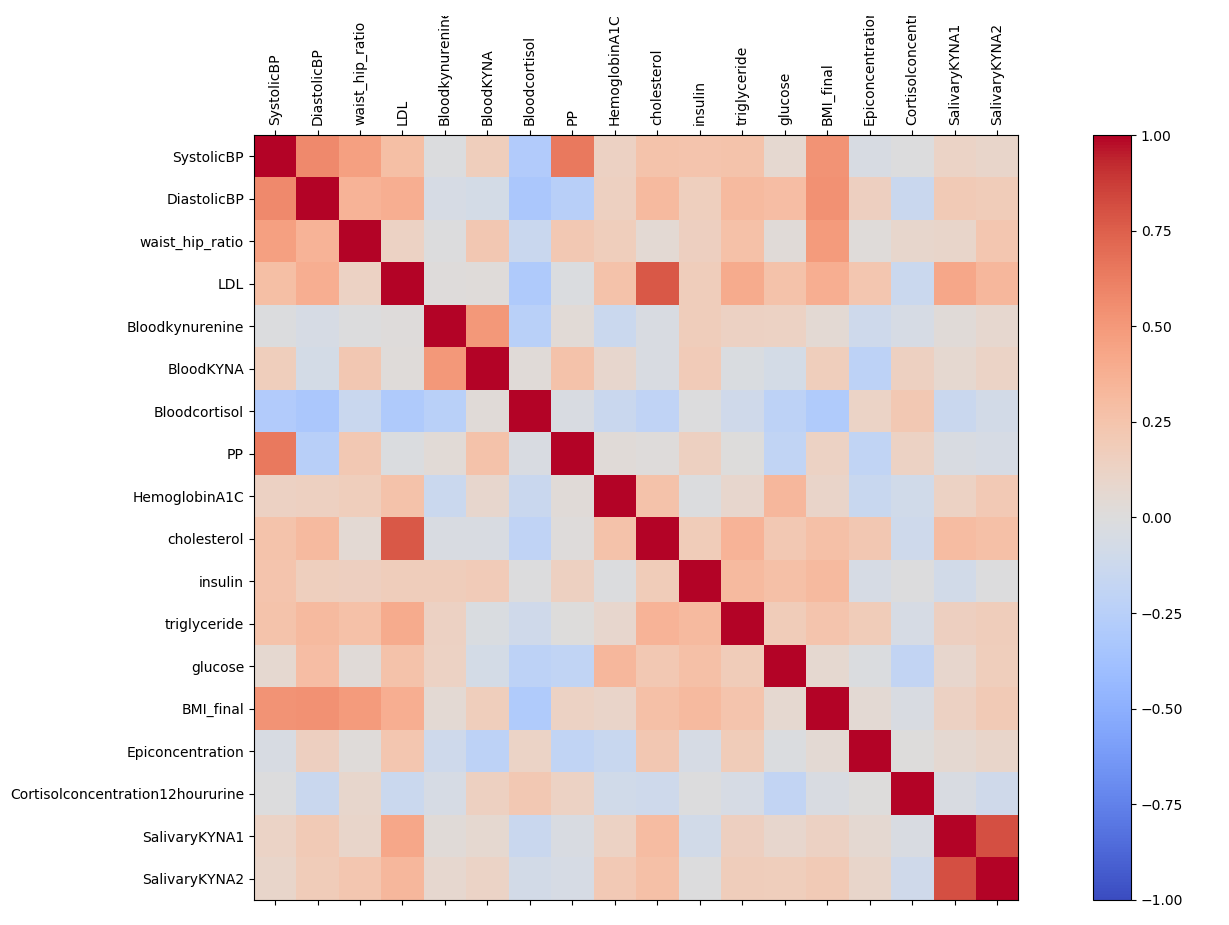 SystolicBP
DiastolicBP
waist_hip_ratio
LDL
Bloodkynurenine
BloodKYNA
Bloodcortisol
PP
HemoglobinA1C
cholesterol
insulin
triglyceride
glucose
BMI_final
Epiconcentration
Cortisolconcentr
SalivaryKYNA1
SalivaryKYNA2
SystolicBP
DiastolicBP
waist_hip_ratio
LDL
Bloodkynurenine
BloodKYNA
Bloodcortisol
PP
HemoglobinA1C
cholesterol
insulin
triglyceride
glucose
BMI_final
Epiconcentration
Cortisolconcentration12hoururine
SalivaryKYNA1
SalivaryKYNA2
1.00
0.75
0.50
0.25
0.00
−0.25
−0.50
−0.75
−1.00